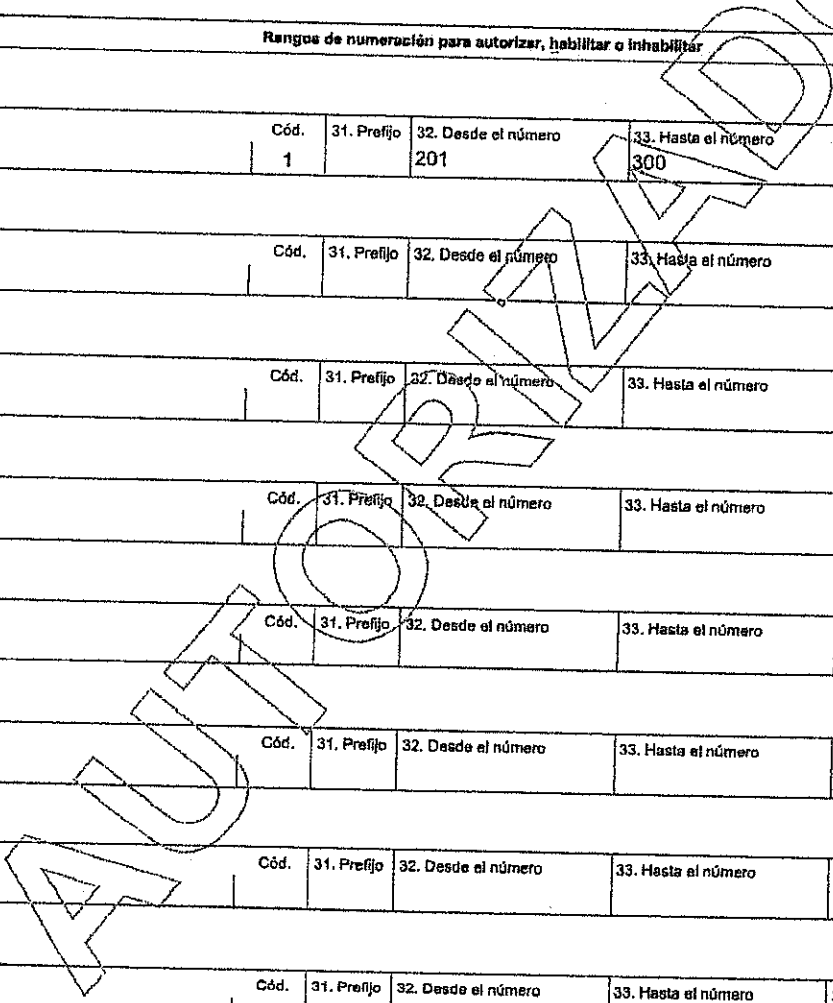 Rangos de numeración para autorizar, habilitar o inhabilitar
Cód. 31. Prefijo 32. Desde el número 33. Hasta el número
1 201 300
Cód. 31. Prefijo 32. Desde el número 33. Hasta el número
Cód. 31. Prefijo 32. Desde el número 33. Hasta el número
Cód. 31. Prefijo 32. Desde el número 33. Hasta el número
Cód. 31. Prefijo 32. Desde el número 33. Hasta el número
Cód. 31. Prefijo 32. Desde el número 33. Hasta el número
Cód. 31. Prefijo 32. Desde el número 33. Hasta el número
Cód. 31. Prefijo 32. Desde el número 33. Hasta el número
AUTORIZADO